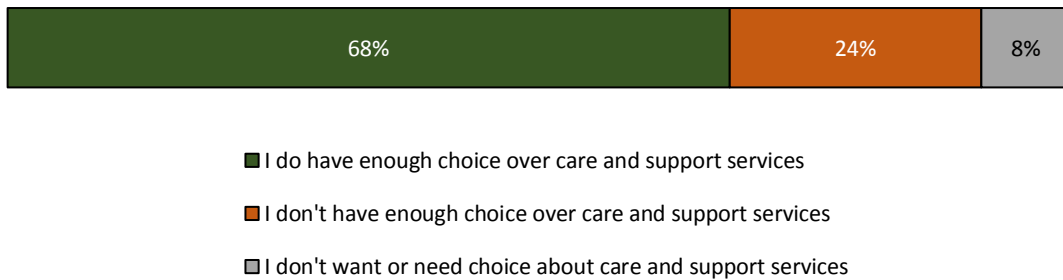 68% 24% 8%
I do have enough choice over care and support services
I don't have enough choice over care and support services
I don't want or need choice about care and support services